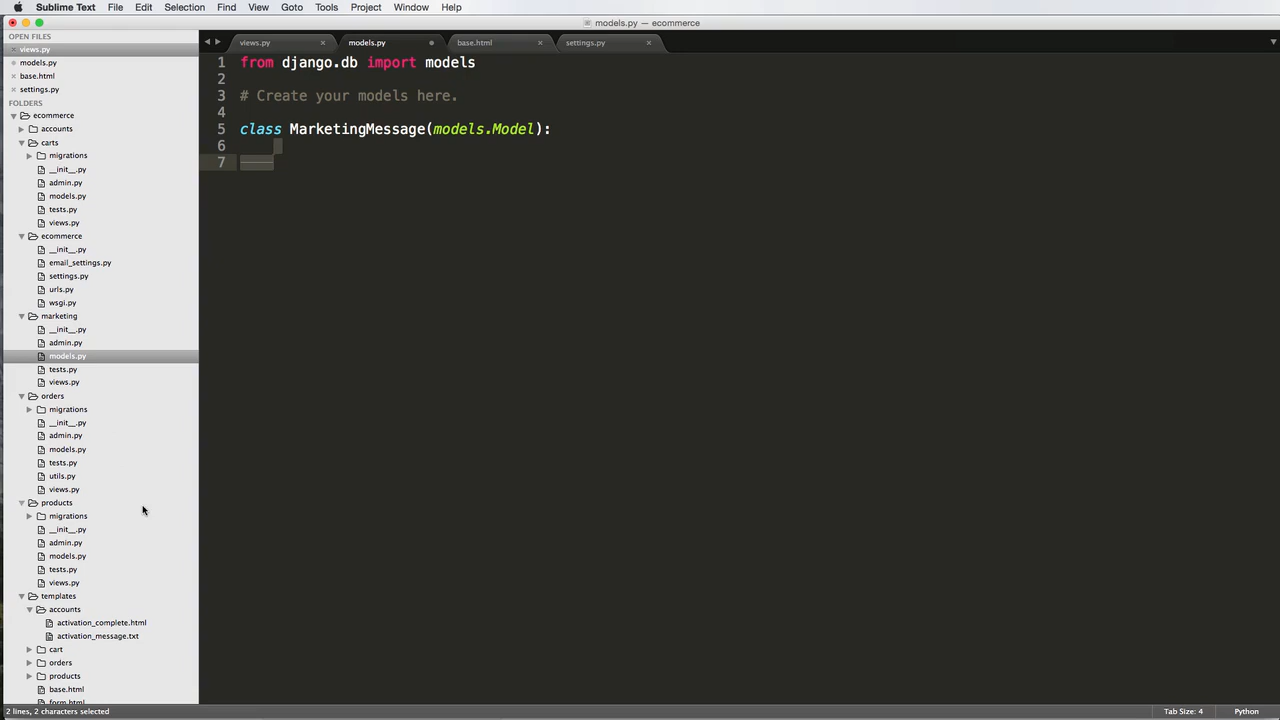 Sublime Text File Edit Selection Find View Goto Tools Project Window Help
models.py — ecommerce
OPEN FILES
views.py
models.py
base.html
settings.py
FOLDERS
ecommerce
accounts
carts
migrations
__init__.py
admin.py
models.py
tests.py
views.py
ecommerce
__init__.py
email_settings.py
settings.py
urls.py
wsgi.py
marketing
__init__.py
admin.py
models.py
tests.py
views.py
orders
migrations
__init__.py
admin.py
models.py
tests.py
utils.py
views.py
products
migrations
__init__.py
admin.py
models.py
tests.py
views.py
templates
accounts
activation_complete.html
activation_message.txt
cart
orders
products
base.html
form.html
views.py models.py base.html settings.py
1 from django.db import models
2
3 # Create your models here.
4
5 class MarketingMessage(models.Model):
6
7
2 lines, 2 characters selected Tab Size: 4 Python